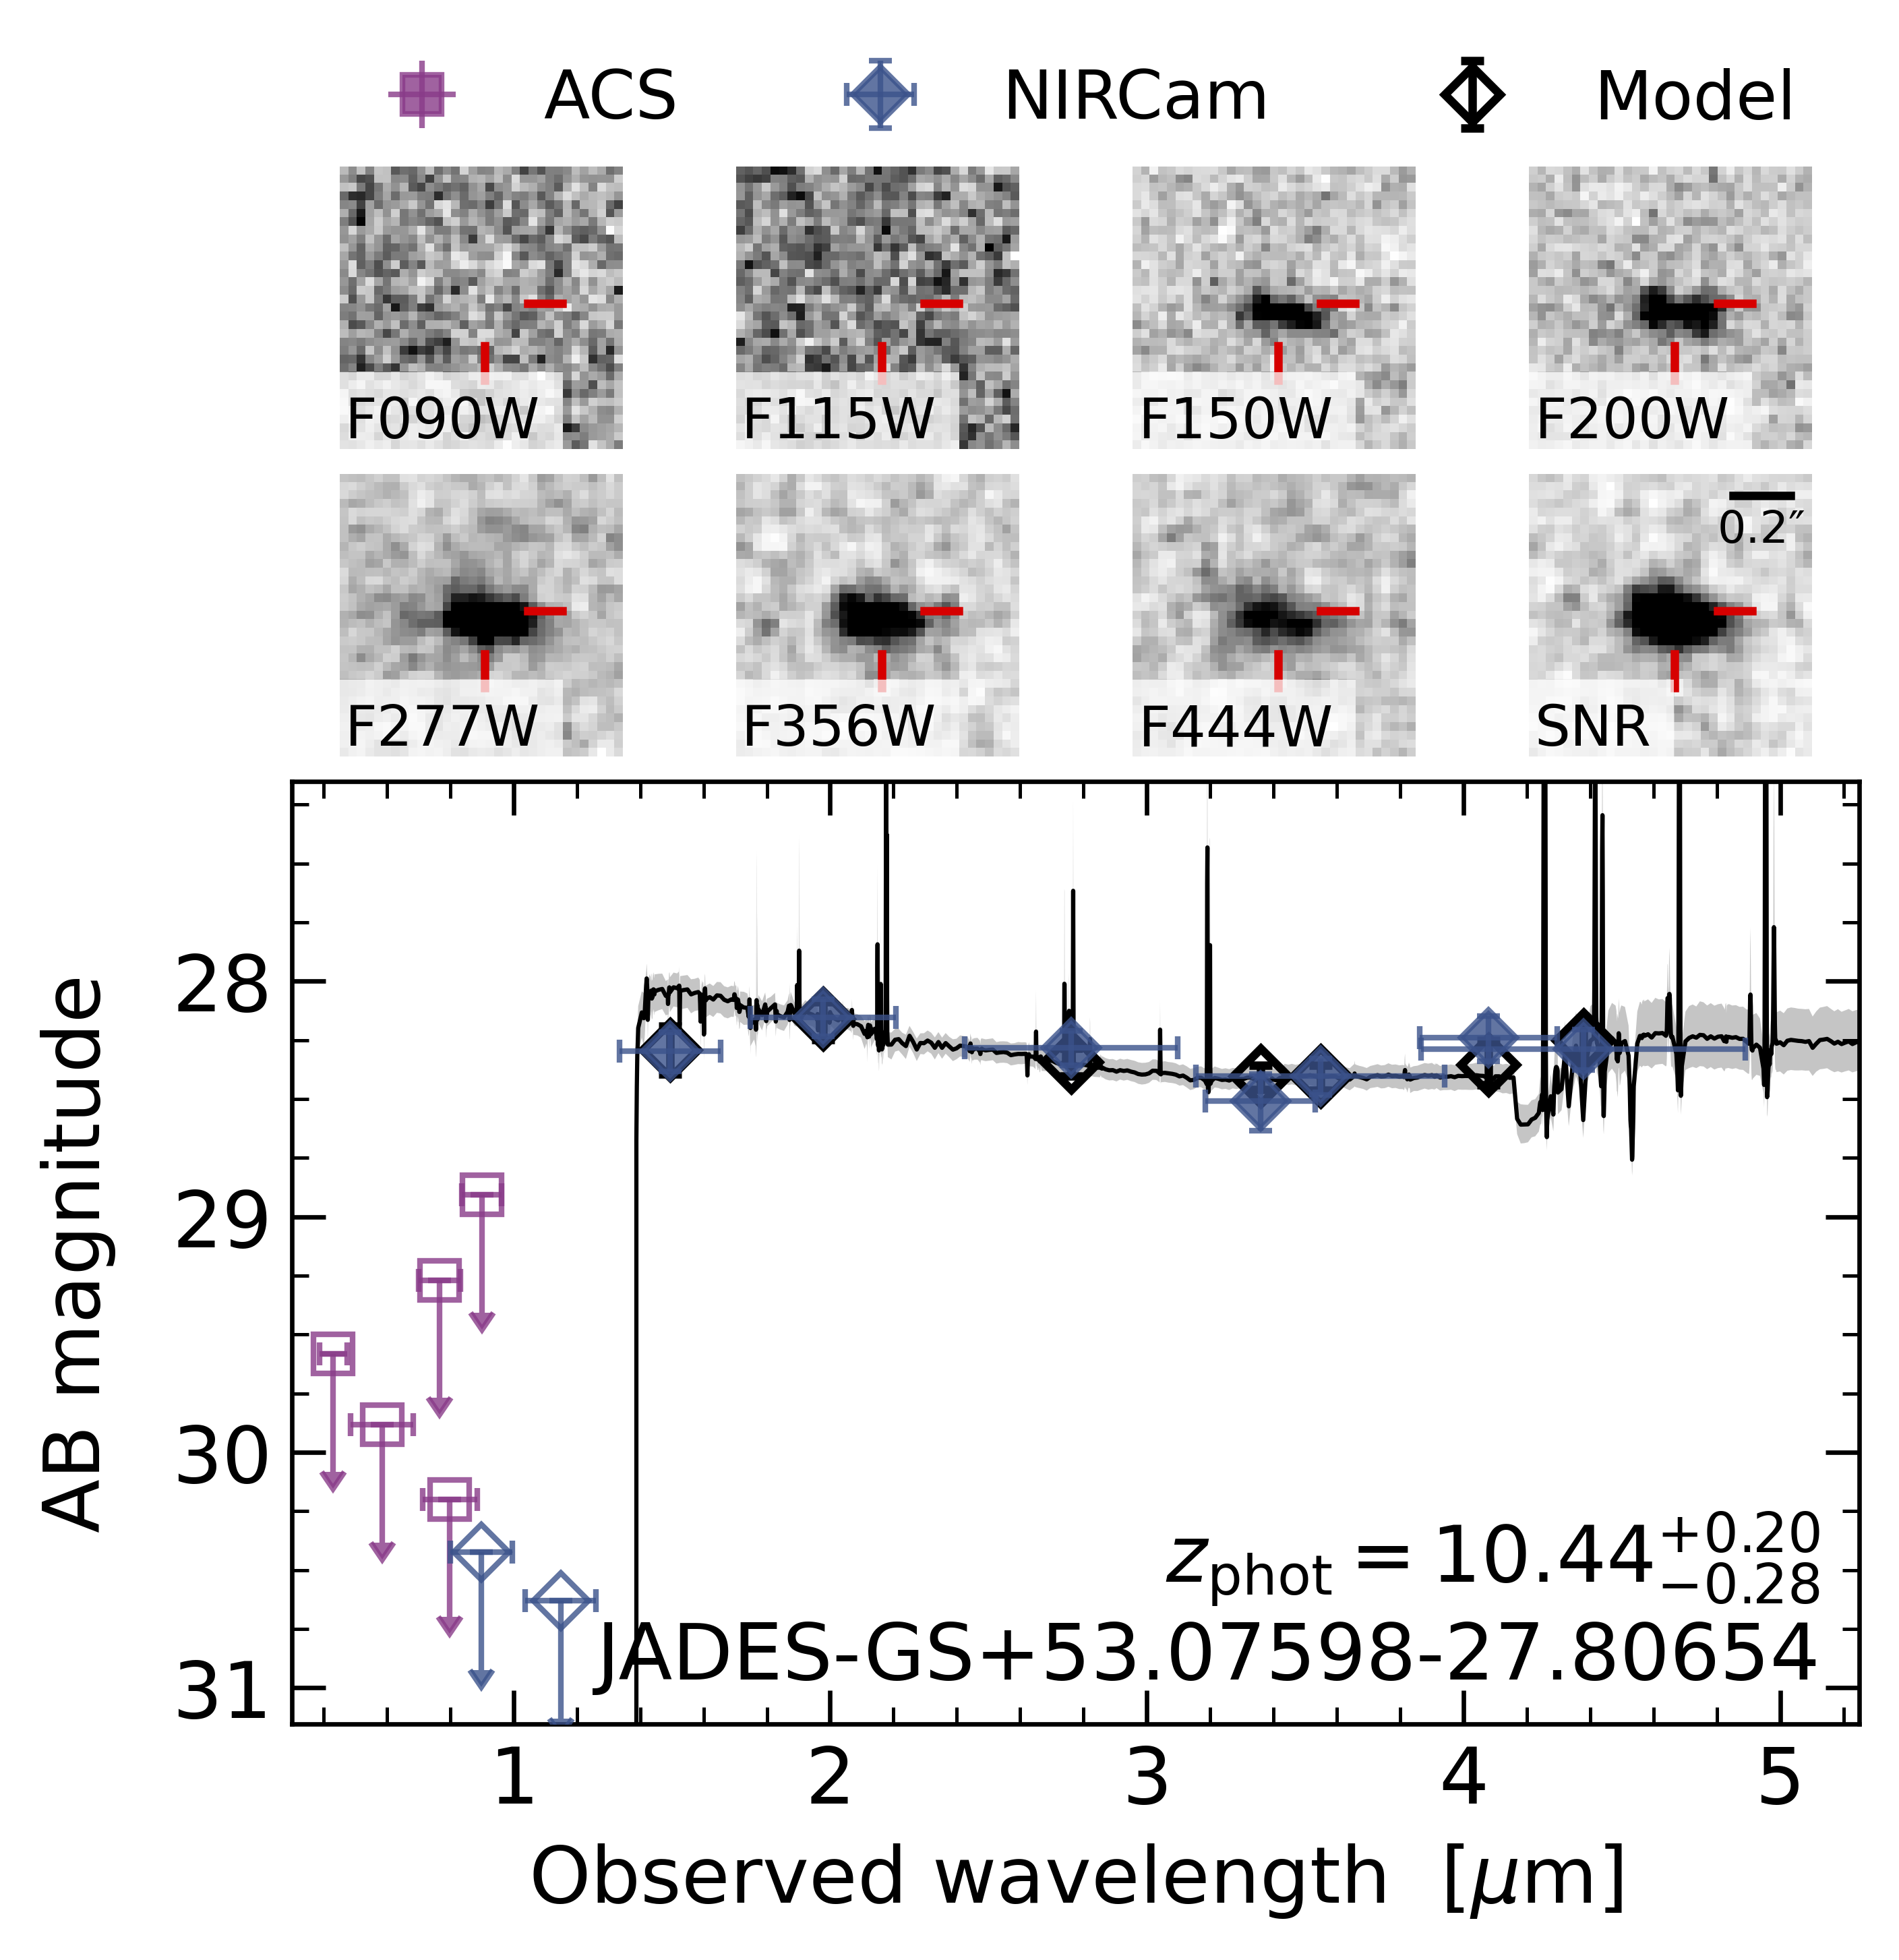 ACS NIRCam Model
F090W F115W F150W F200W
0.2″
F277W F356W F444W SNR
28
29
30
31
AB magnitude
z_phot = 10.44 +0.20 −0.28
JADES-GS+53.07598-27.80654
1 2 3 4 5
Observed wavelength [μm]